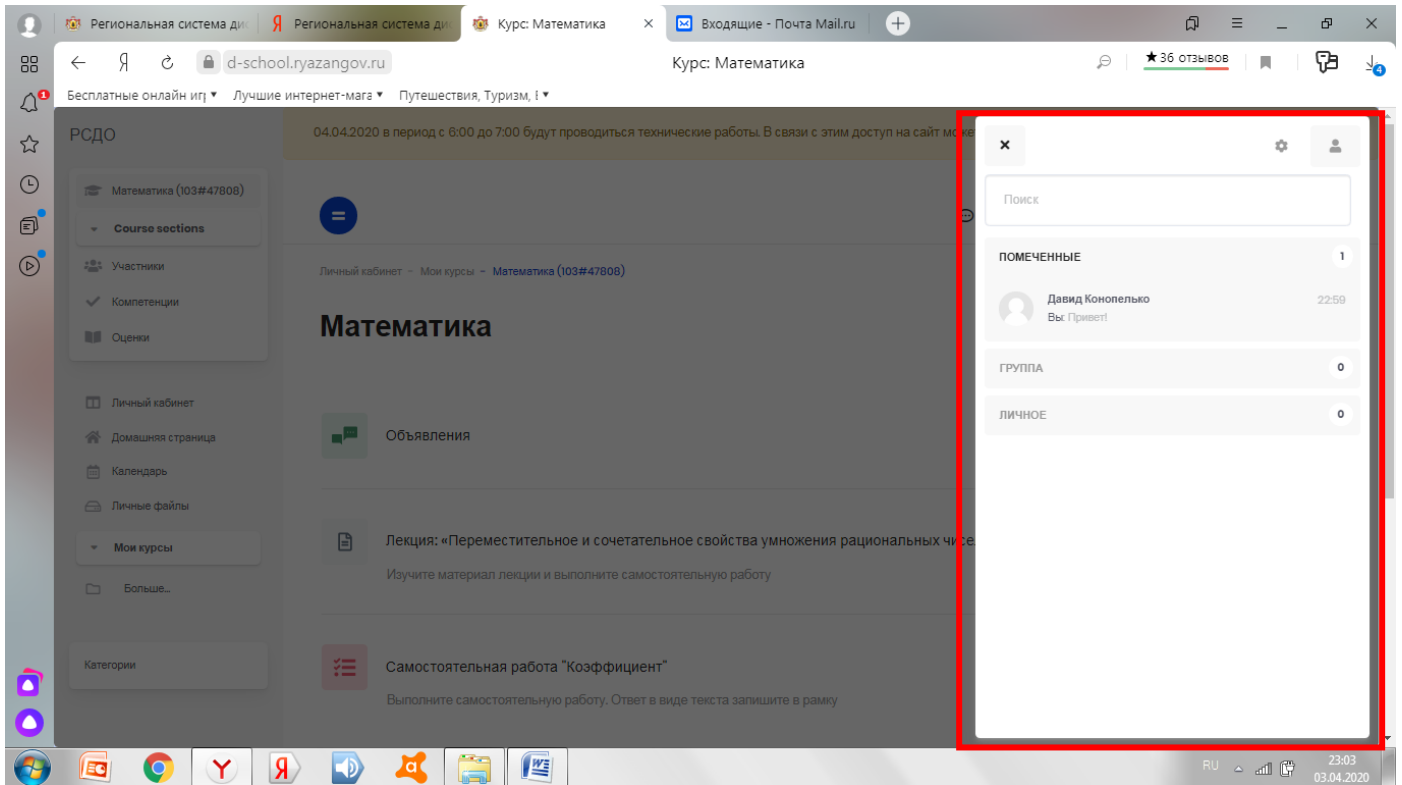 Региональная система ди
Я Региональная система ди
Курс: Математика
Входящие - Почта Mail.ru
Я
d-school.ryazangov.ru
Курс: Математика
★36 отзывов
4
1
Бесплатные онлайн иг
Лучшие интернет-мага
Путешествия, Туризм, Е
РСДО
04.04.2020 в период с 6:00 до 7:00 будут проводиться технические работы. В связи с этим доступ на сайт може
Математика (103#47808)
Course sections
Участники
Компетенции
Оценки
Личный кабинет
Домашняя страница
Календарь
Личные файлы
Мои курсы
Больше...
Категории
Личный кабинет - Мои курсы - Математика (103#47808)
Математика
Объявления
Лекция: «Переместительное и сочетательное свойства умножения рациональных чисе
Изучите материал лекции и выполните самостоятельную работу
Самостоятельная работа "Коэффициент"
Выполните самостоятельную работу. Ответ в виде текста запишите в рамку
Поиск
ПОМЕЧЕННЫЕ 1
Давид Конопелько 22:59
Вы: Привет!
ГРУППА 0
ЛИЧНОЕ 0
RU
23:03
03.04.2020